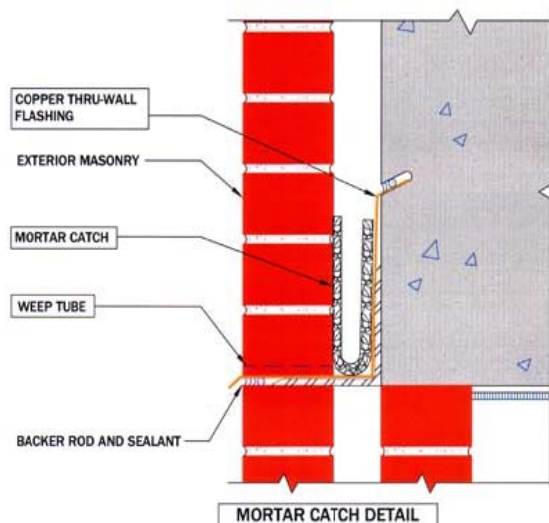 COPPER THRU-WALL
FLASHING
EXTERIOR MASONRY
MORTAR CATCH
WEEP TUBE
BACKER ROD AND SEALANT
MORTAR CATCH DETAIL